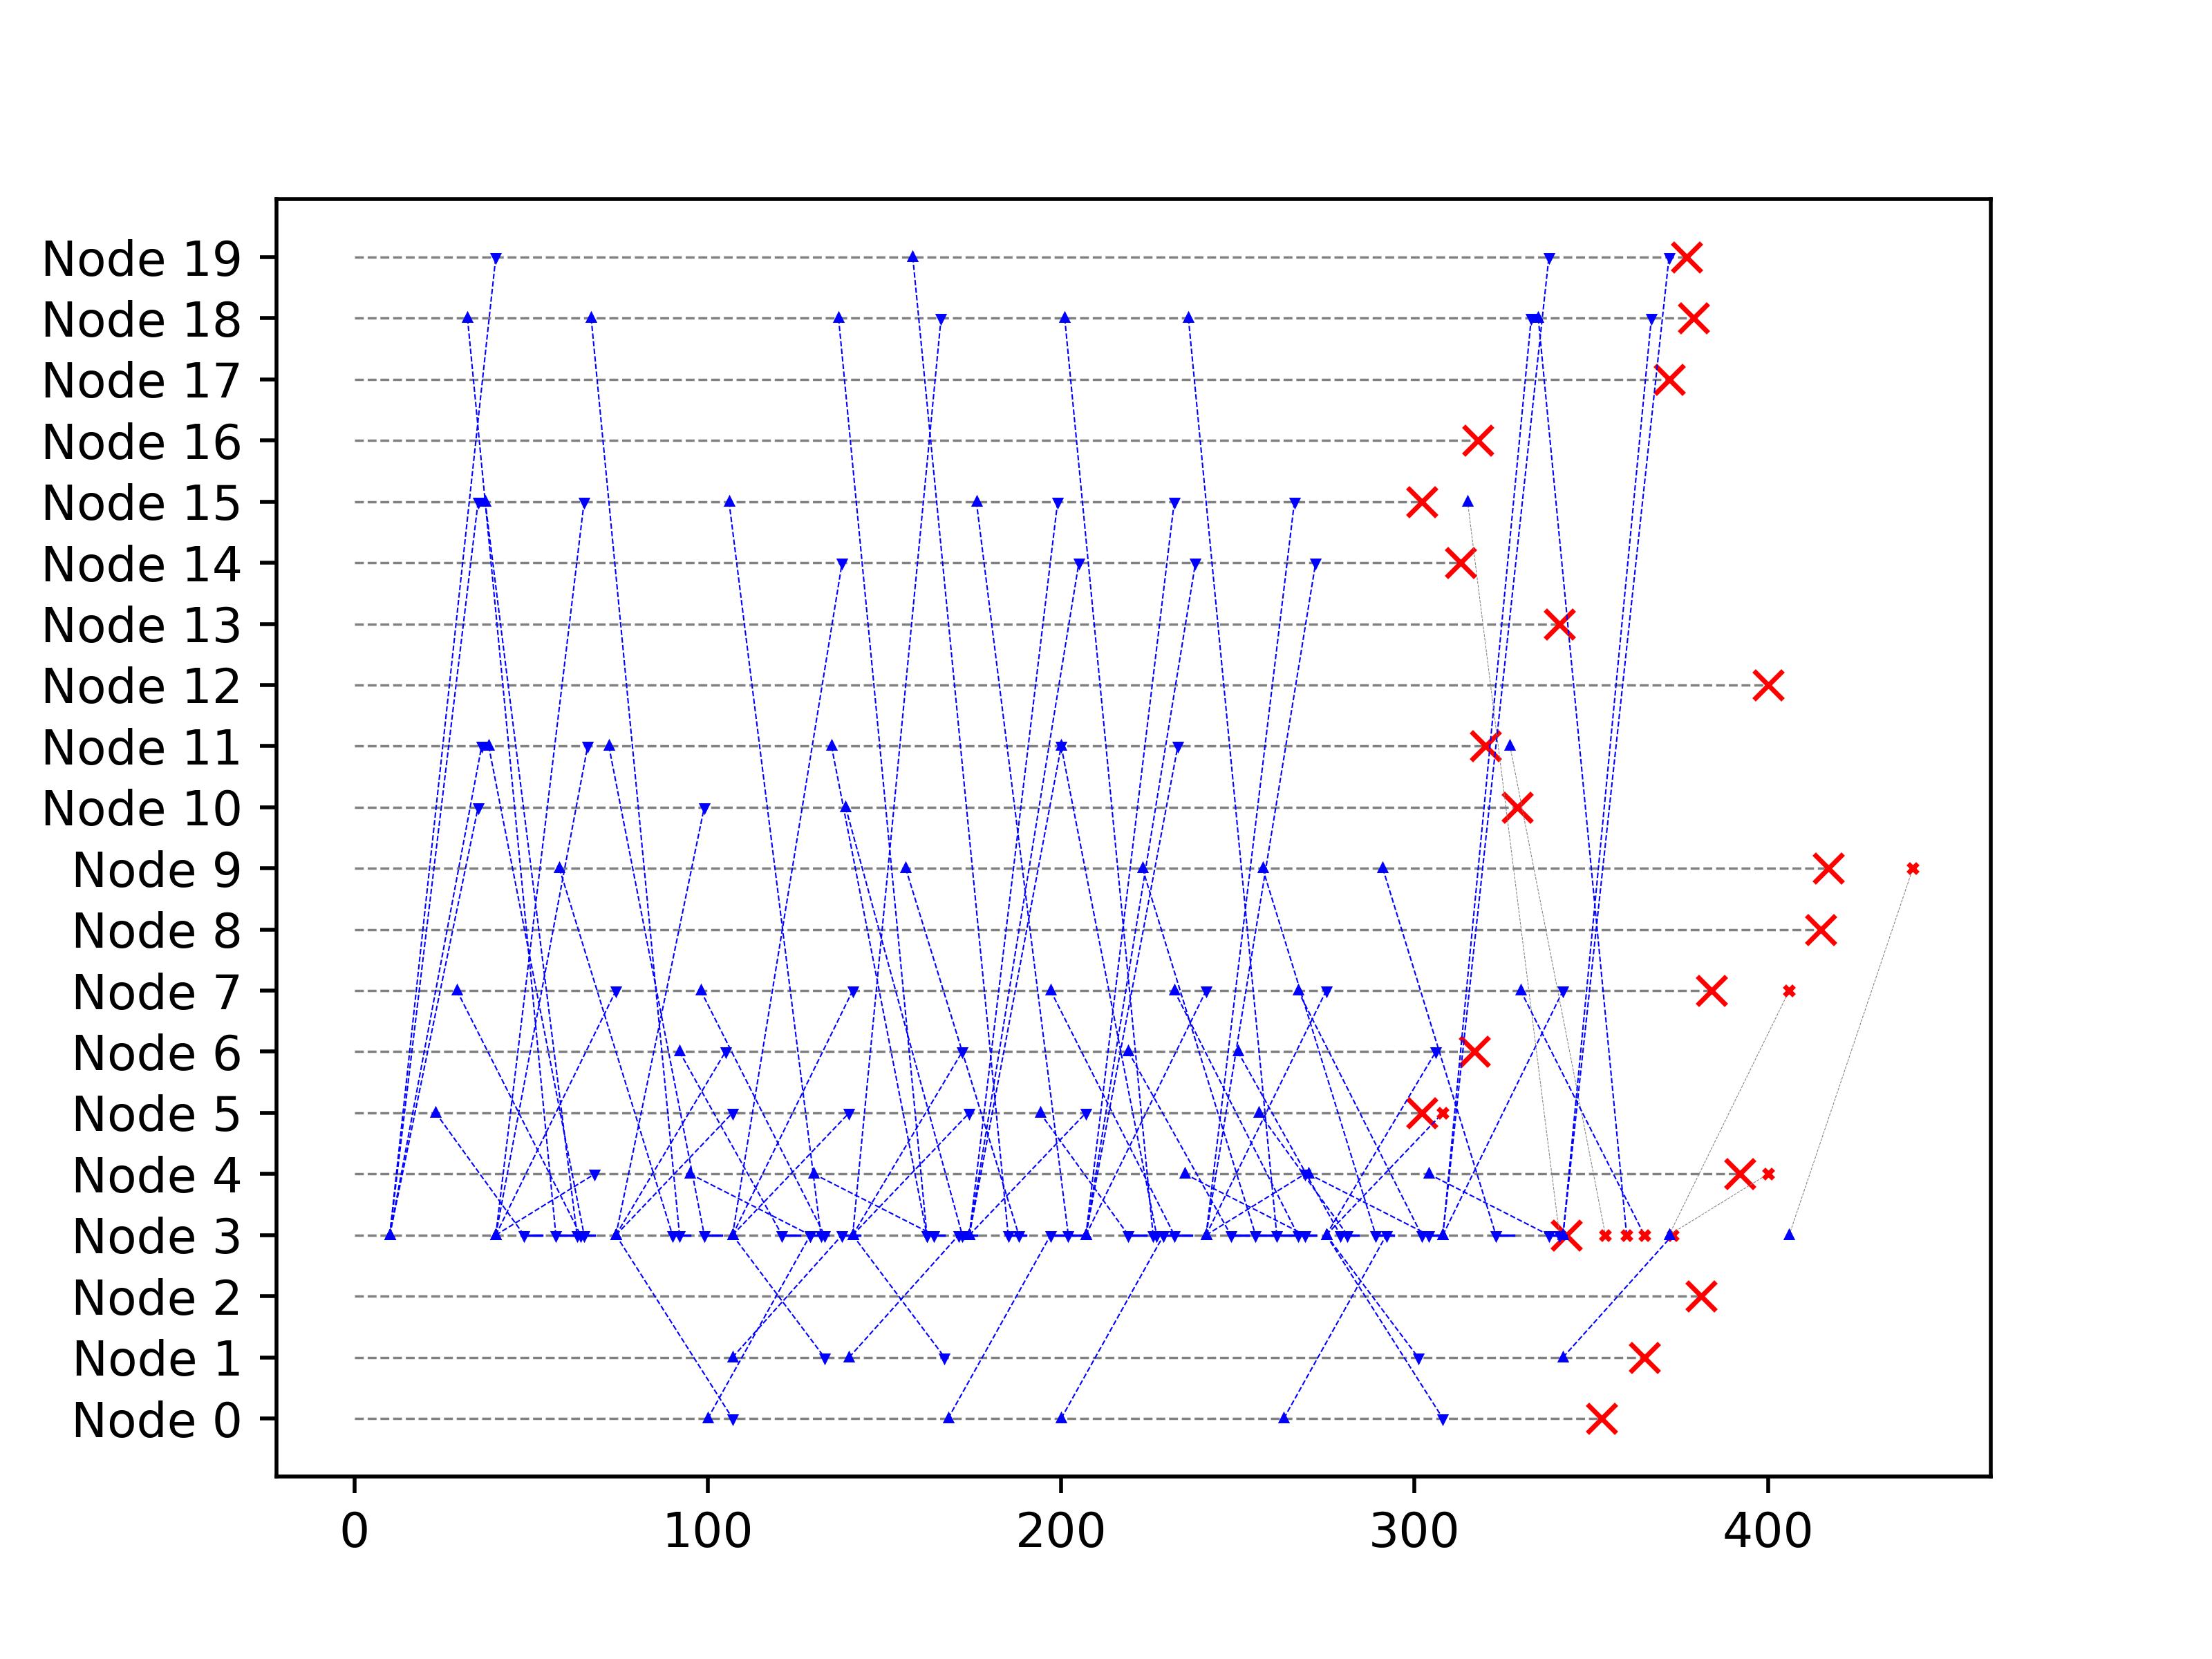 Node 19
Node 18
Node 17
Node 16
Node 15
Node 14
Node 13
Node 12
Node 11
Node 10
Node 9
Node 8
Node 7
Node 6
Node 5
Node 4
Node 3
Node 2
Node 1
Node 0
0 100 200 300 400